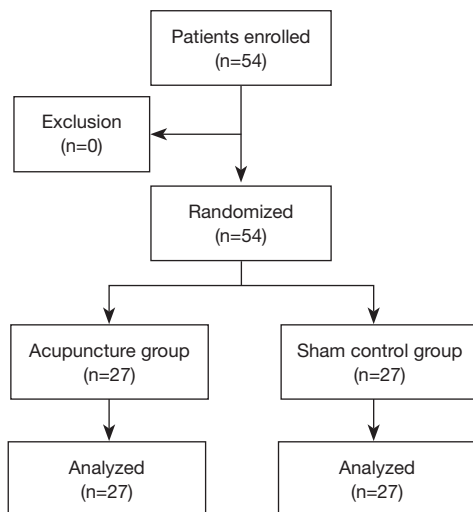 Patients enrolled
(n=54)
Exclusion
(n=0)
Randomized
(n=54)
Acupuncture group
(n=27)
Sham control group
(n=27)
Analyzed
(n=27)
Analyzed
(n=27)